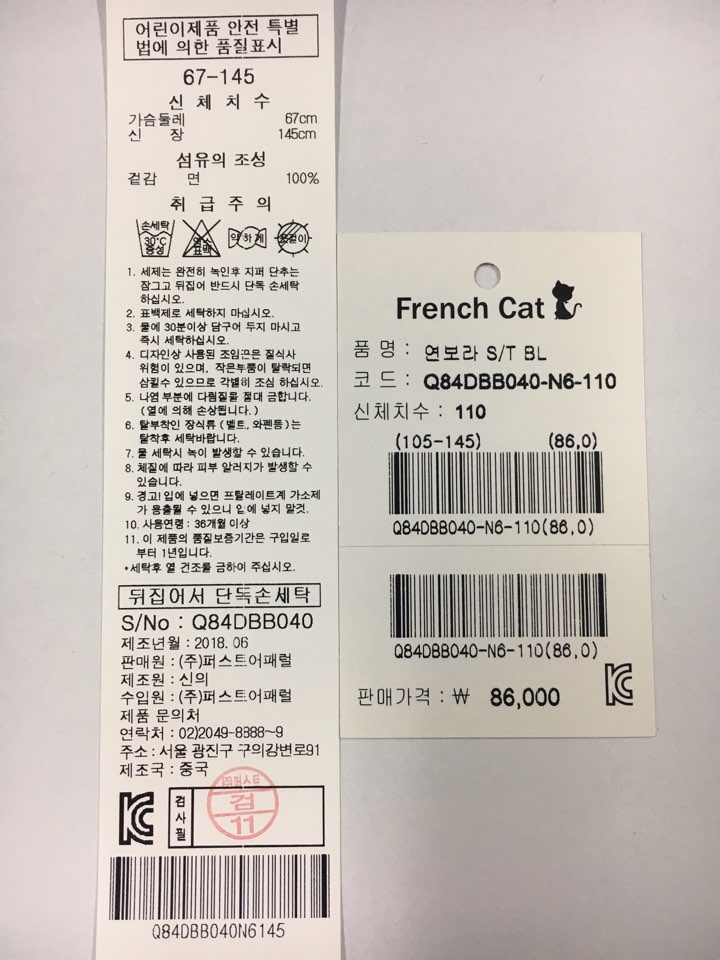 어린이제품 안전 특별
법에 의한 품질표시
67-145
신 체 치 수
가슴둘레 67cm
신 장 145cm
섬유의 조성
겉감 면 100%
취 급 주 의
손세탁 30℃ 중성
염소 표백
약하게
옷걸이
1. 세제는 완전히 녹인후 지퍼 단추는
잠그고 뒤집어 반드시 단독 손세탁
하십시오.
2. 표백제로 세탁하지 마십시오.
3. 물에 30분이상 담구어 두지 마시고
즉시 세탁하십시오.
4. 디자인상 사용된 조임끈은 질식사
위험이 있으며, 작은부품이 탈락되면
삼킬수 있으므로 각별히 조심 하십시오.
5. 나염 부분에 다림질을 절대 금합니다.
(열에 의해 손상됩니다.)
6. 탈부착인 장식류 (벨트, 와펜등)는
탈착후 세탁바랍니다.
7. 물 세탁시 녹이 발생할 수 있습니다.
8. 체질에 따라 피부 알러지가 발생할 수
있습니다.
9. 경고! 입에 넣으면 프탈레이트계 가소제
가 용출될 수 있으니 입에 넣지 말것.
10. 사용연령 : 36개월 이상
11. 이 제품의 품질보증기간은 구입일로
부터 1년입니다.
*세탁후 열 건조를 금하여 주십시오.
뒤집어서 단독손세탁
S/No : Q84DBB040
제조년월 : 2018. 06
판매원 : (주)퍼스트어패럴
제조원 : 신의
수입원 : (주)퍼스트어패럴
제품 문의처
연락처 : 02)2049-8888~9
주소 : 서울 광진구 구의강변로91
제조국 : 중국
검사필
검
11
Q84DBB040N6145
French Cat
품 명 : 연보라 S/T BL
코 드 : Q84DBB040-N6-110
신체치수 : 110
(105-145) (86,0)
Q84DBB040-N6-110(86,0)
Q84DBB040-N6-110(86,0)
판매가격 : ₩ 86,000